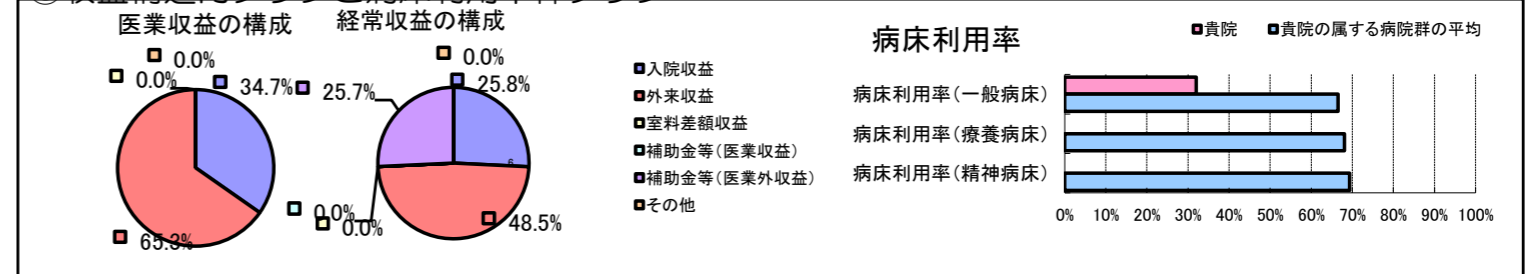 医業収益の構成
0.0%
0.0%
34.7%
65.3%
経常収益の構成
0.0%
25.7%
25.8%
6
0.0%
0.0%
48.5%
入院収益
外来収益
室料差額収益
補助金等(医業収益)
補助金等(医業外収益)
その他
病床利用率
貴院
貴院の属する病院群の平均
病床利用率(一般病床)
病床利用率(療養病床)
病床利用率(精神病床)
0% 10% 20% 30% 40% 50% 60% 70% 80% 90% 100%